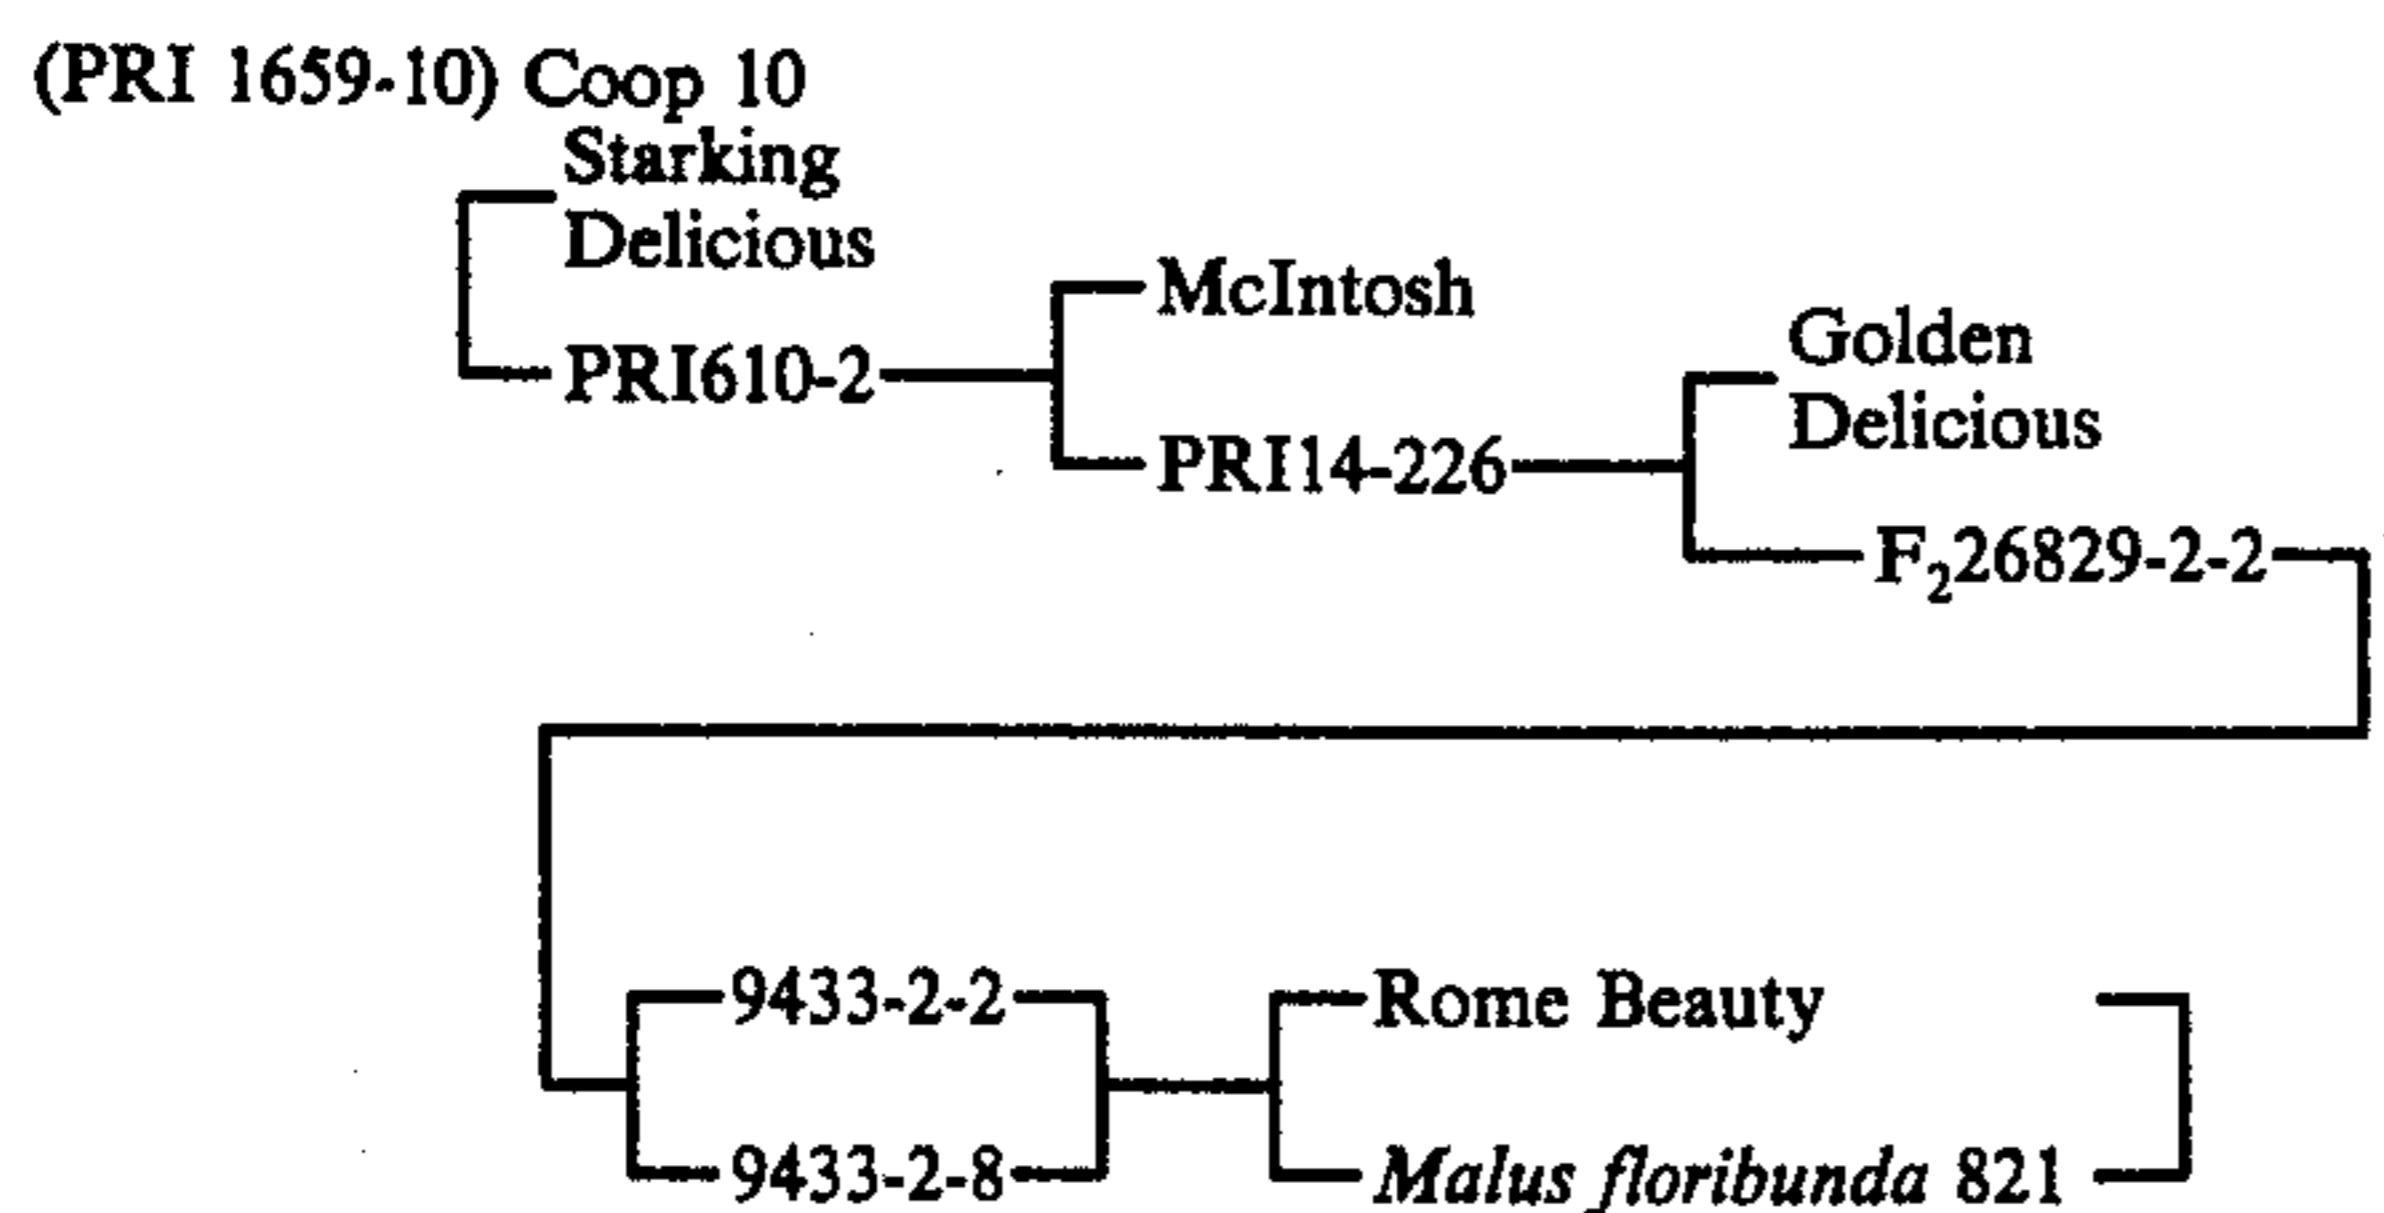 (PRI 1659-10) Coop 10
Starking
Delicious
McIntosh
PRI610-2
Golden
Delicious
PRI14-226
F₂26829-2-2
9433-2-2
Rome Beauty
9433-2-8
Malus floribunda 821